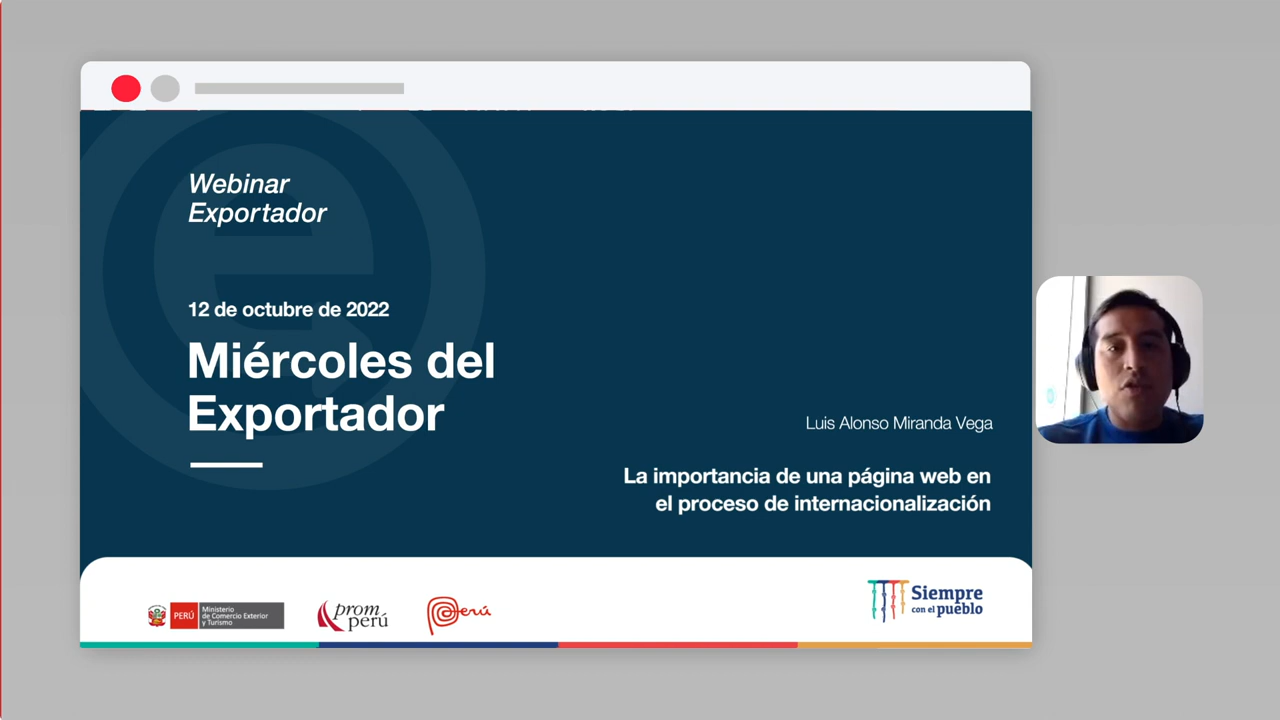 Webinar
Exportador
12 de octubre de 2022
Miércoles del
Exportador
Luis Alonso Miranda Vega
La importancia de una página web en
el proceso de internacionalización
PERÚ
Ministerio
de Comercio Exterior
y Turismo
prom
perú
Perú
Siempre
con el pueblo